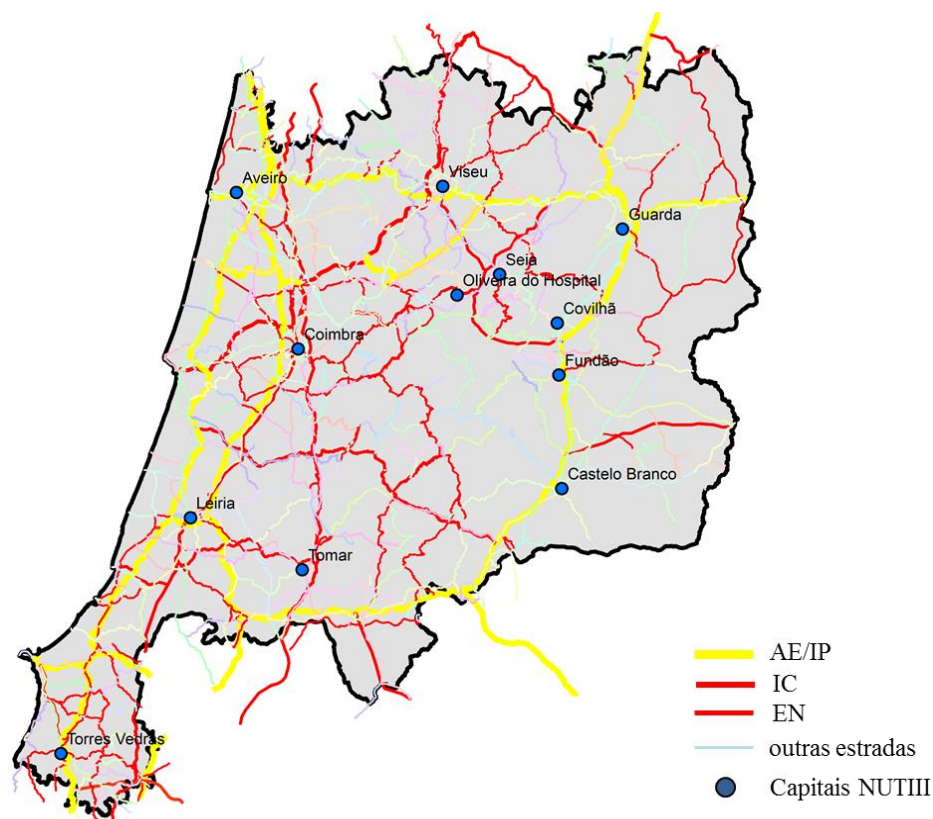 Aveiro
Viseu
Guarda
Seia
Oliveira do Hospital
Covilhã
Coimbra
Fundão
Castelo Branco
Leiria
Tomar
Torres Vedras
AE/IP
IC
EN
outras estradas
Capitais NUTIII